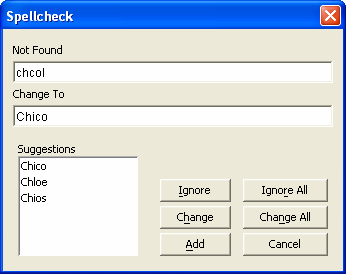 Spellcheck
Not Found
chcol
Change To
Chico
Suggestions
Chico
Chloe
Chios
Ignore
Ignore All
Change
Change All
Add
Cancel